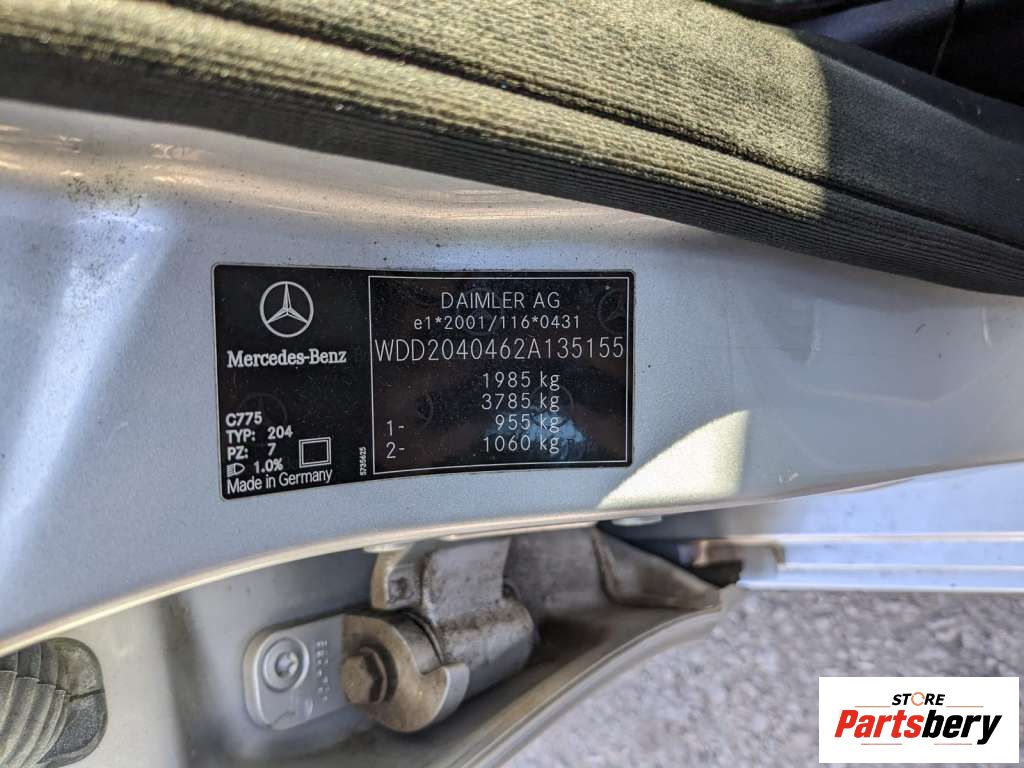 Mercedes-Benz
C775
TYP: 204
PZ: 7
1.0%
Made in Germany
5735625
DAIMLER AG
e1*2001/116*0431
WDD2040462A135155
1985 kg
3785 kg
1- 955 kg
2- 1060 kg
STORE
Partsbery